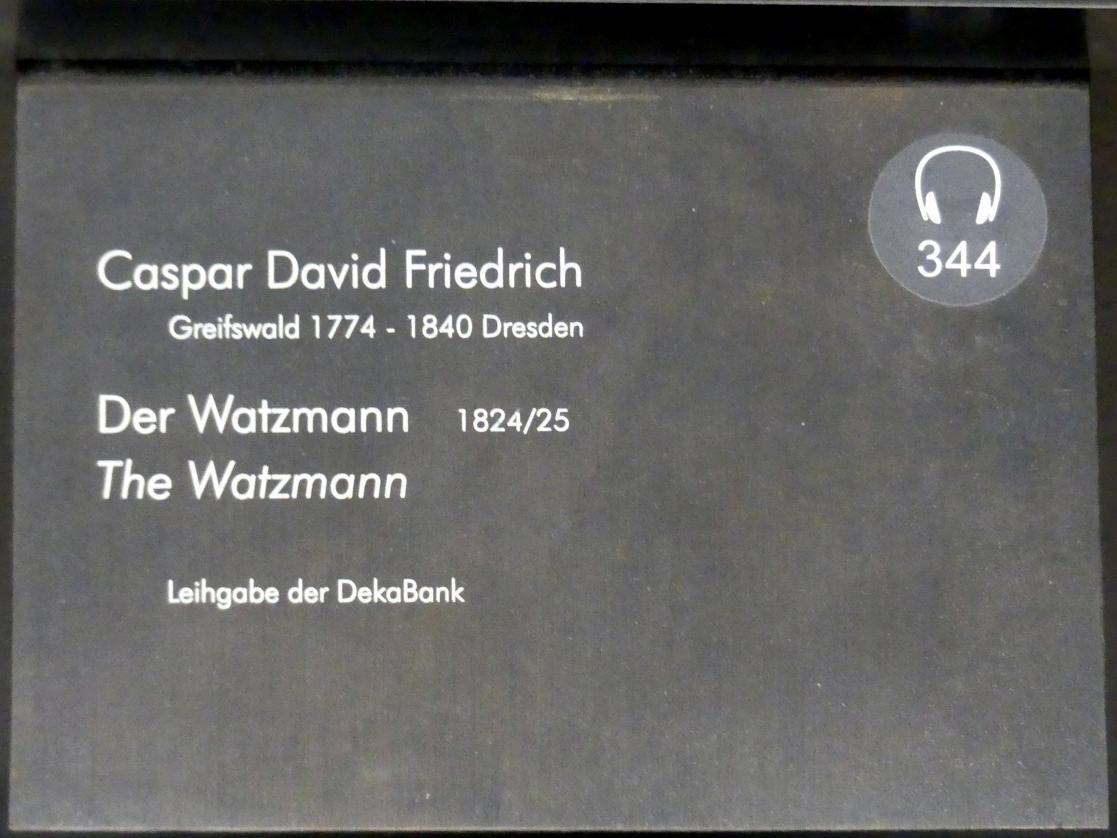 344
Caspar David Friedrich
Greifswald 1774 - 1840 Dresden
Der Watzmann 1824/25
The Watzmann
Leihgabe der DekaBank